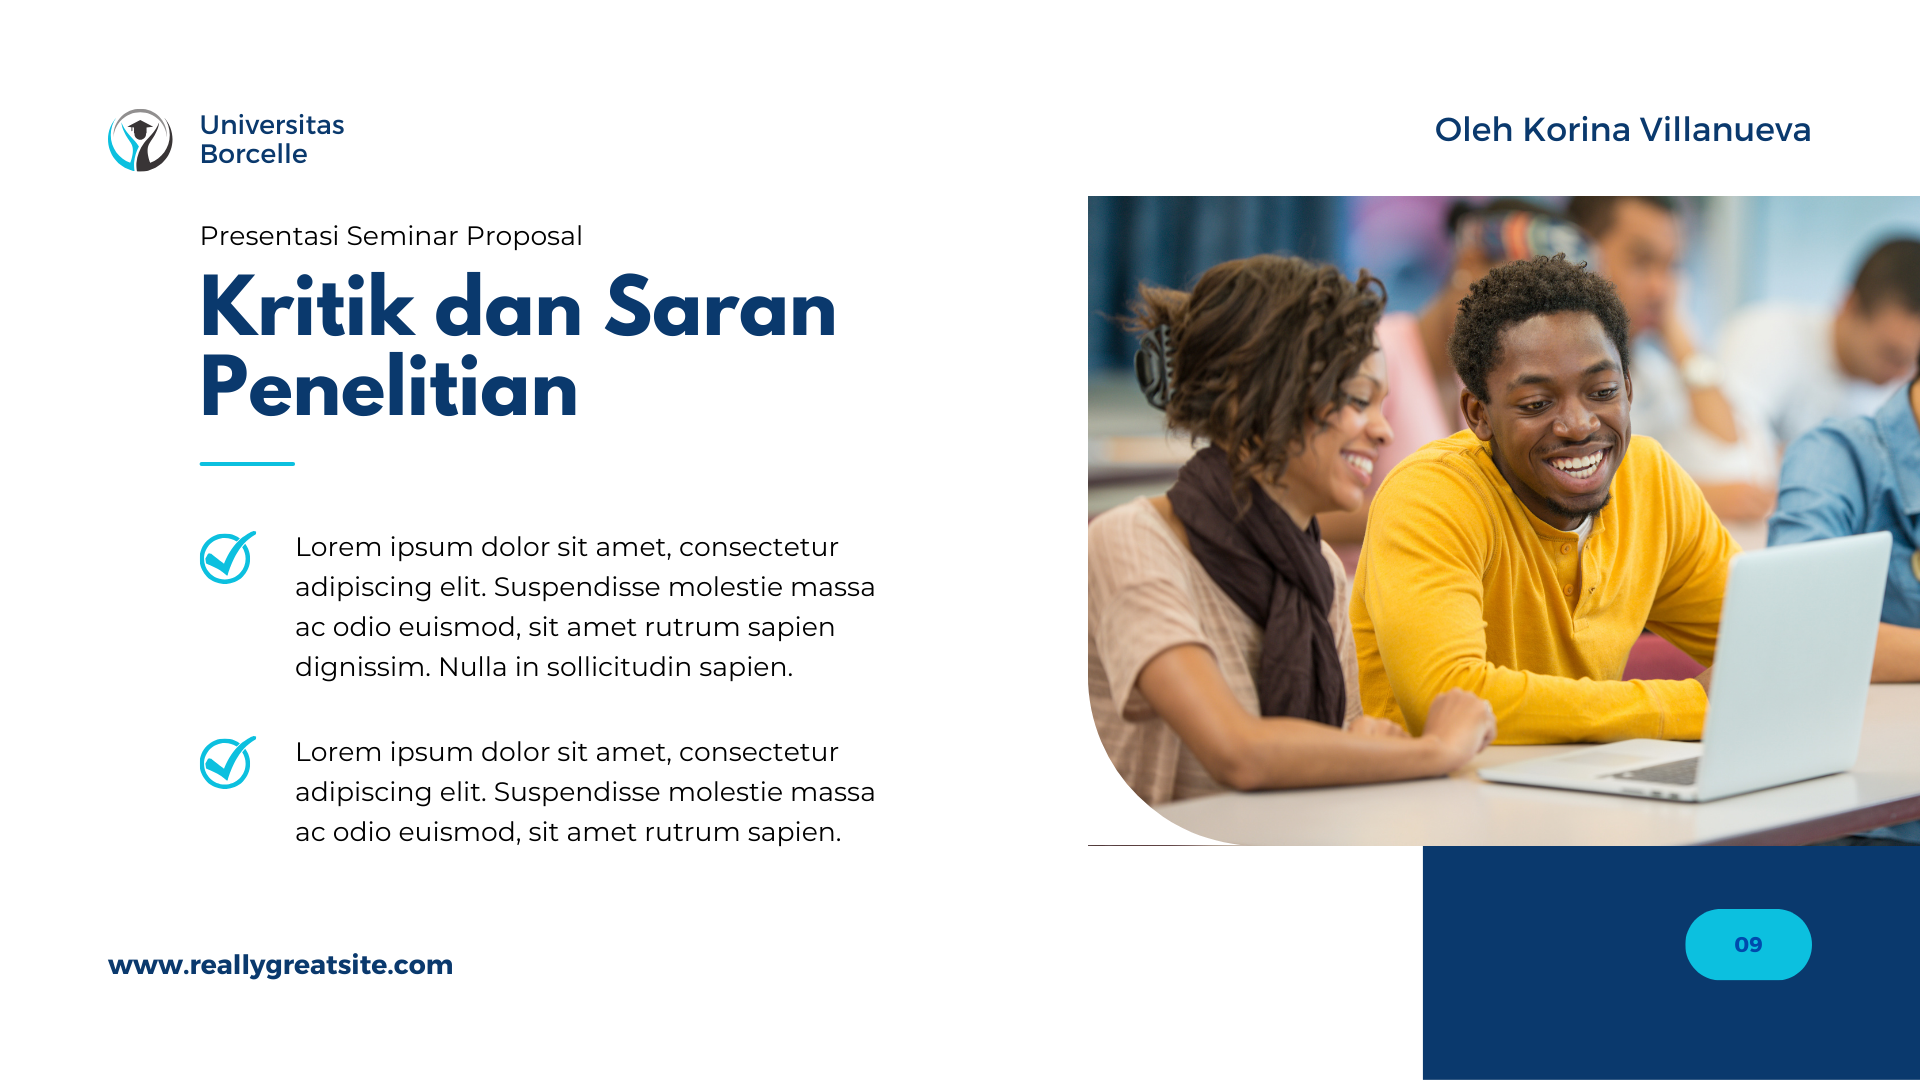 Universitas
Borcelle
Oleh Korina Villanueva
Presentasi Seminar Proposal
Kritik dan Saran
Penelitian
Lorem ipsum dolor sit amet, consectetur
adipiscing elit. Suspendisse molestie massa
ac odio euismod, sit amet rutrum sapien
dignissim. Nulla in sollicitudin sapien.
Lorem ipsum dolor sit amet, consectetur
adipiscing elit. Suspendisse molestie massa
ac odio euismod, sit amet rutrum sapien.
www.reallygreatsite.com
09